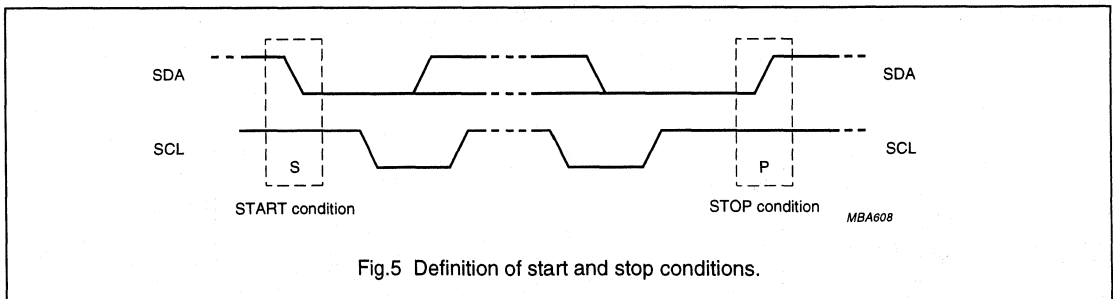 SDA
SDA
SCL
SCL
S
P
START condition
STOP condition
MBA608
Fig.5 Definition of start and stop conditions.